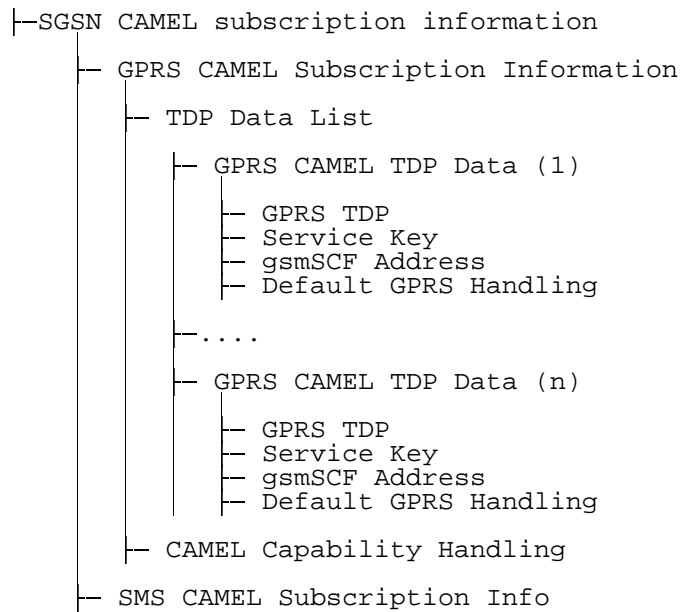 SGSN CAMEL subscription information
GPRS CAMEL Subscription Information
TDP Data List
GPRS CAMEL TDP Data (1)
GPRS TDP
Service Key
gsmSCF Address
Default GPRS Handling
....
GPRS CAMEL TDP Data (n)
GPRS TDP
Service Key
gsmSCF Address
Default GPRS Handling
CAMEL Capability Handling
SMS CAMEL Subscription Info